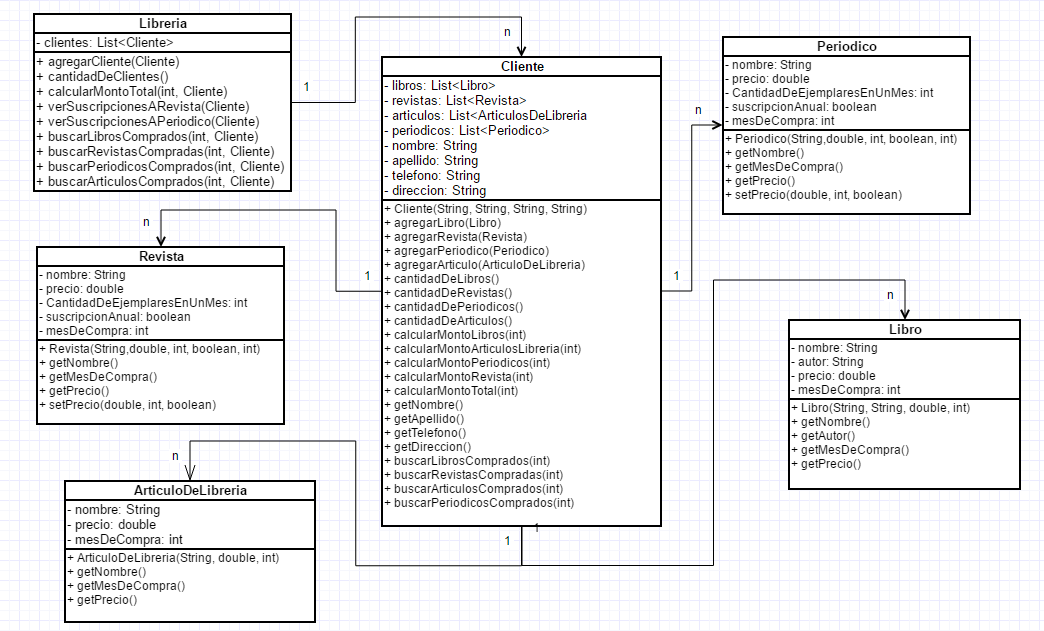 Libreria
- clientes: List<Cliente>
+ agregarCliente(Cliente)
+ cantidadDeClientes()
+ calcularMontoTotal(int, Cliente)
+ verSuscripcionesARevista(Cliente)
+ verSuscripcionesAPeriodico(Cliente)
+ buscarLibrosComprados(int, Cliente)
+ buscarRevistasCompradas(int, Cliente)
+ buscarPeriodicosComprados(int, Cliente)
+ buscarArticulosComprados(int, Cliente)
1
n
Cliente
- libros: List<Libro>
- revistas: List<Revista>
- articulos: List<ArticulosDeLibreria
- periodicos: List<Periodico>
- nombre: String
- apellido: String
- telefono: String
- direccion: String
+ Cliente(String, String, String, String)
+ agregarLibro(Libro)
+ agregarRevista(Revista)
+ agregarPeriodico(Periodico)
+ agregarArticulo(ArticuloDeLibreria)
+ cantidadDeLibros()
+ cantidadDeRevistas()
+ cantidadDePeriodicos()
+ cantidadDeArticulos()
+ calcularMontoLibros(int)
+ calcularMontoArticulosLibreria(int)
+ calcularMontoPeriodicos(int)
+ calcularMontoRevista(int)
+ calcularMontoTotal(int)
+ getNombre()
+ getApellido()
+ getTelefono()
+ getDireccion()
+ buscarLibrosComprados(int)
+ buscarRevistasCompradas(int)
+ buscarArticulosComprados(int)
+ buscarPeriodicosComprados(int)
n
Periodico
- nombre: String
- precio: double
- CantidadDeEjemplaresEnUnMes: int
- suscripcionAnual: boolean
- mesDeCompra: int
+ Periodico(String,double, int, boolean, int)
+ getNombre()
+ getMesDeCompra()
+ getPrecio()
+ setPrecio(double, int, boolean)
n
1
1
Revista
- nombre: String
- precio: double
- CantidadDeEjemplaresEnUnMes: int
- suscripcionAnual: boolean
- mesDeCompra: int
+ Revista(String,double, int, boolean, int)
+ getNombre()
+ getMesDeCompra()
+ getPrecio()
+ setPrecio(double, int, boolean)
n
Libro
- nombre: String
- autor: String
- precio: double
- mesDeCompra: int
+ Libro(String, String, double, int)
+ getNombre()
+ getAutor()
+ getMesDeCompra()
+ getPrecio()
n
ArticuloDeLibreria
- nombre: String
- precio: double
- mesDeCompra: int
+ ArticuloDeLibreria(String, double, int)
+ getNombre()
+ getMesDeCompra()
+ getPrecio()
1
1